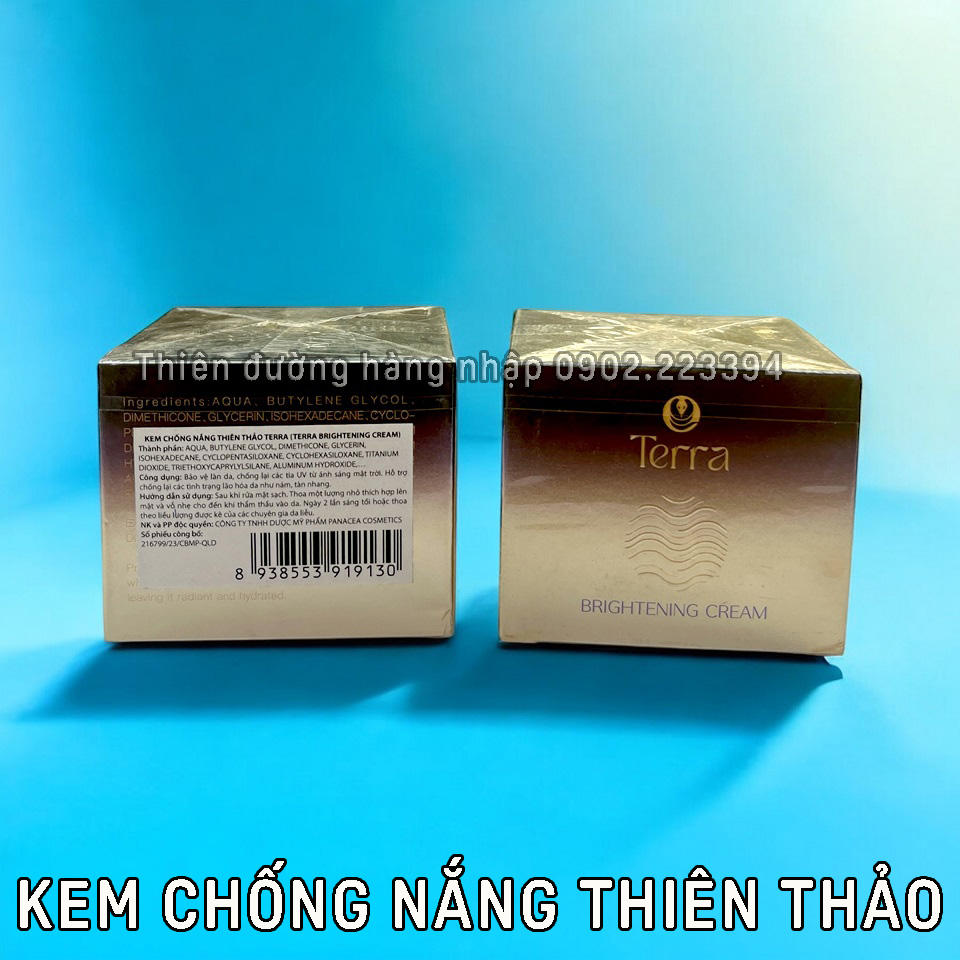 Thiên đường hàng nhập 0902.223394
Ingredients:AQUA, BUTYLENE GLYCOL,
DIMETHICONE, GLYCERIN, ISOHEXADECANE, CYCLO-
KEM CHỐNG NẮNG THIÊN THẢO TERRA (TERRA BRIGHTENING CREAM)
Thành phần: AQUA, BUTYLENE GLYCOL, DIMETHICONE, GLYCERIN,
ISOHEXADECANE, CYCLOPENTASILOXANE, CYCLOHEXASILOXANE, TITANIUM
DIOXIDE, TRIETHOXYCAPRYLYLSILANE, ALUMINUM HYDROXIDE,...
Công dụng: Bảo vệ làn da, chống lại các tia UV từ ánh sáng mặt trời. Hỗ trợ
chống lại các tình trạng lão hóa da như nám, tàn nhang.
Hướng dẫn sử dụng: Sau khi rửa mặt sạch. Thoa một lượng nhỏ thích hợp lên
mặt và vỗ nhẹ cho đến khi thẩm thấu vào da. Ngày 2 lần sáng tối hoặc thoa
theo liều lượng được kê của các chuyên gia da liễu.
NK và PP độc quyền: CÔNG TY TNHH DƯỢC MỸ PHẨM PANACEA COSMETICS
Số phiếu công bố:
216799/23/CBMP-QLD
8 938553 919130
leaving it radiant and hydrated.
Terra
BRIGHTENING CREAM
KEM CHỐNG NẮNG THIÊN THẢO